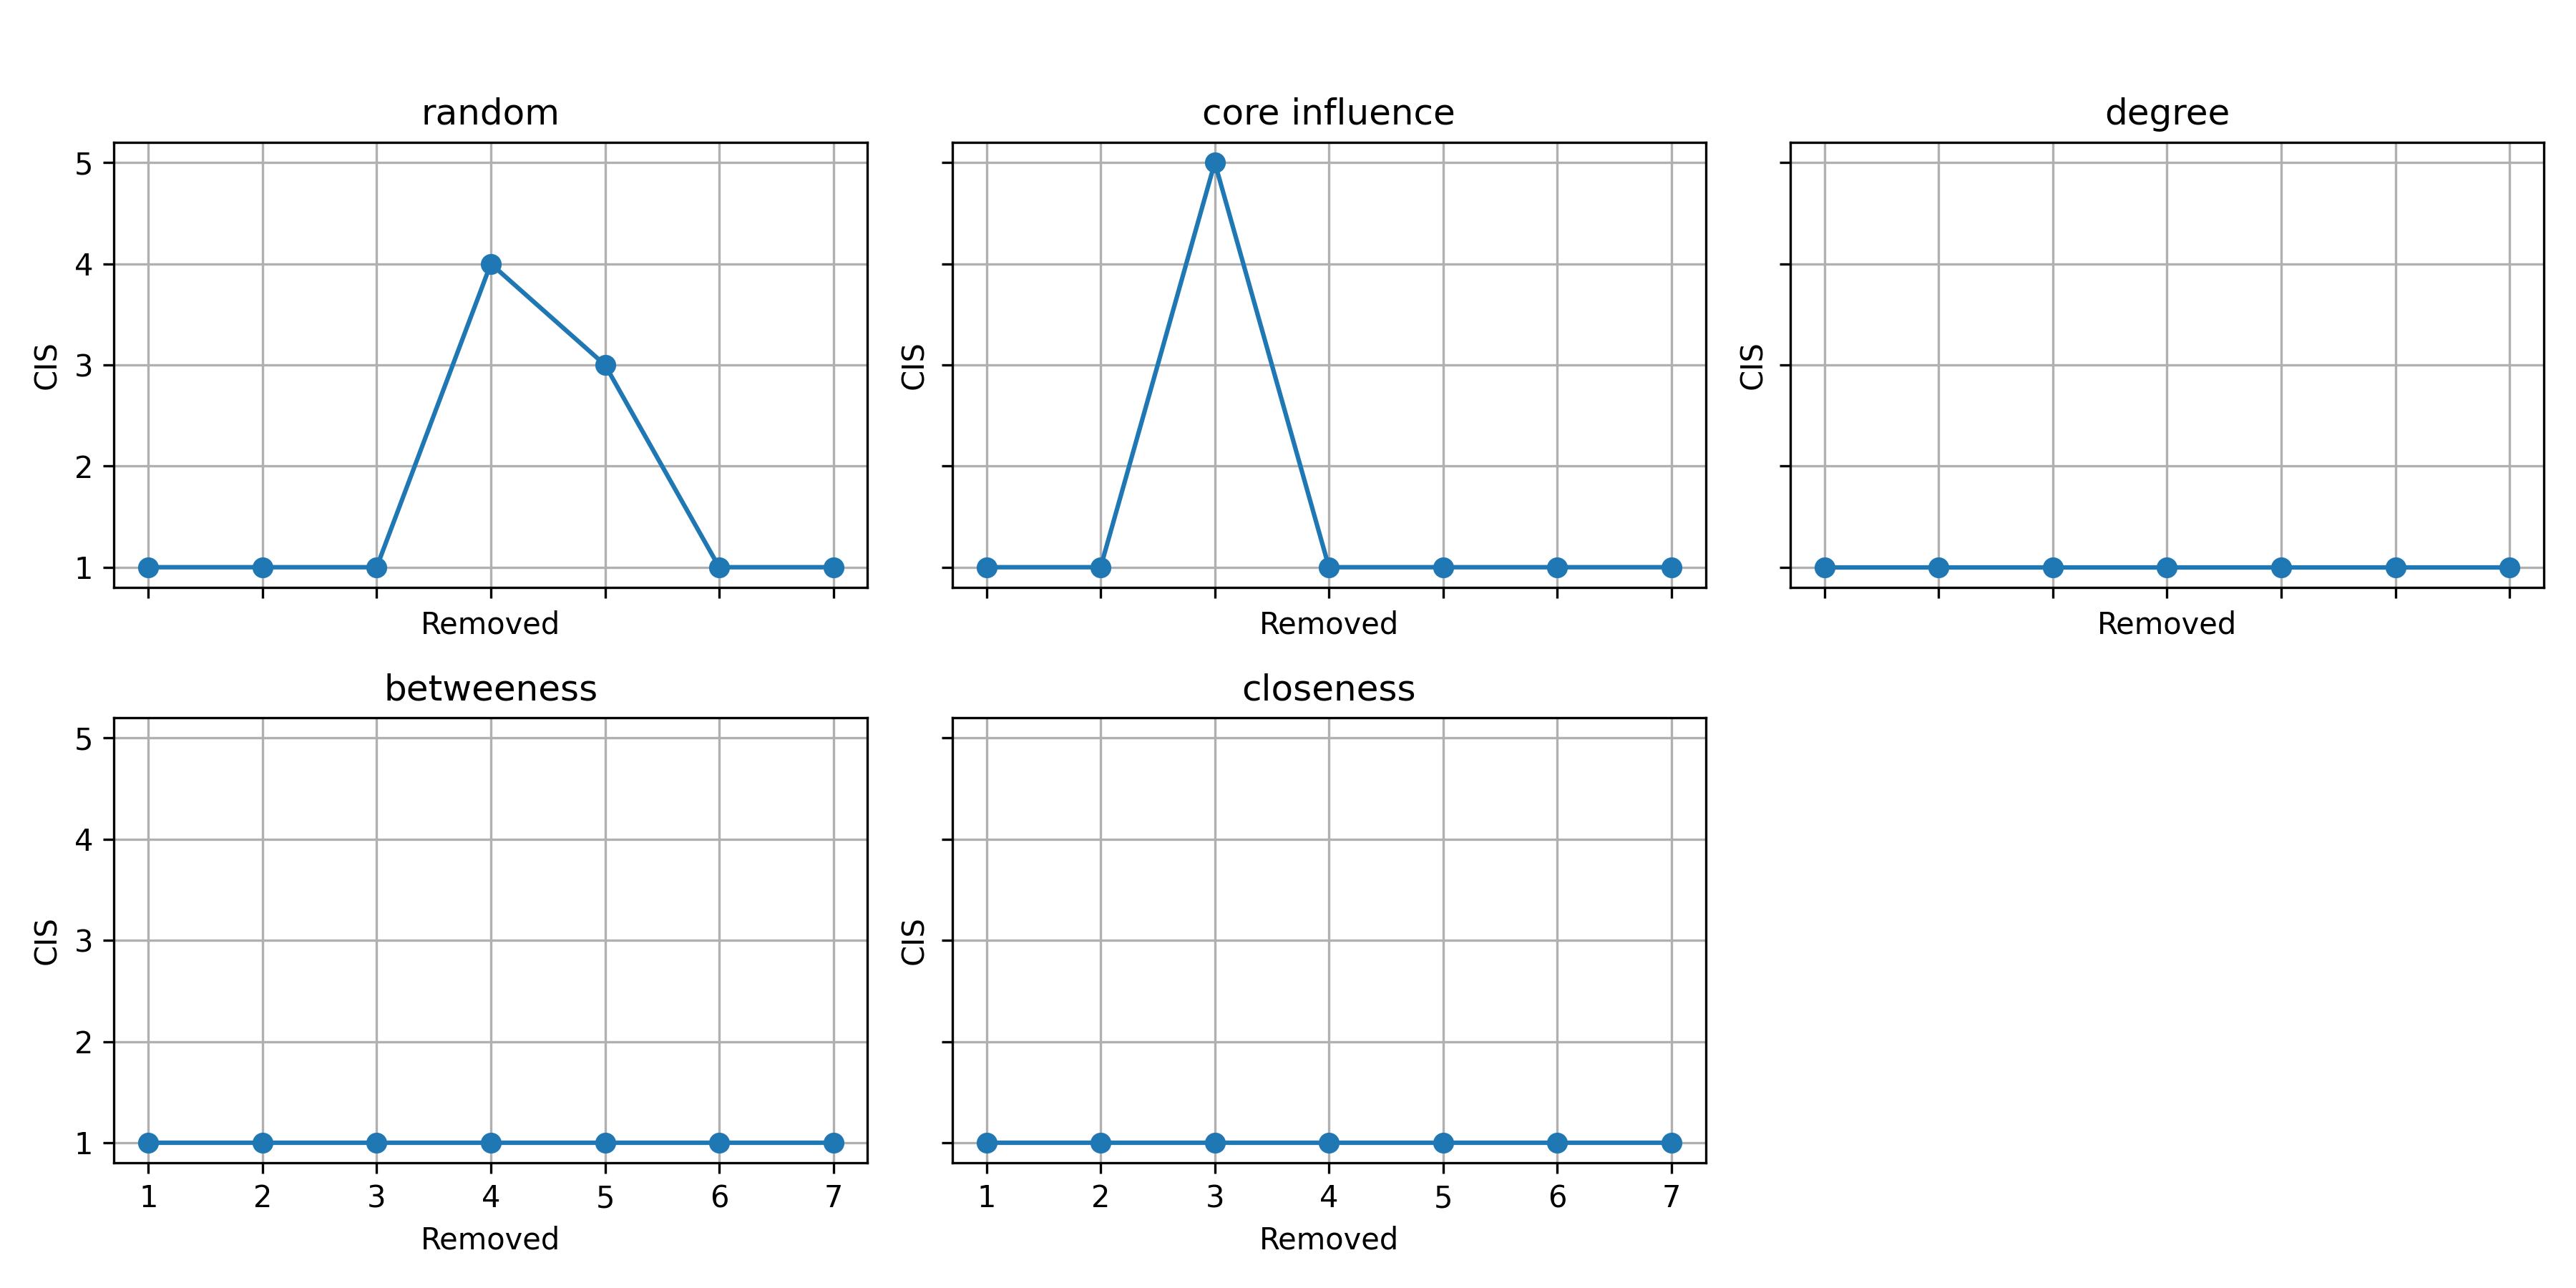 random
5
4
3
2
1
CIS
Removed
core influence
CIS
Removed
degree
CIS
Removed
betweeness
5
4
3
2
1
CIS
1 2 3 4 5 6 7
Removed
closeness
CIS
1 2 3 4 5 6 7
Removed